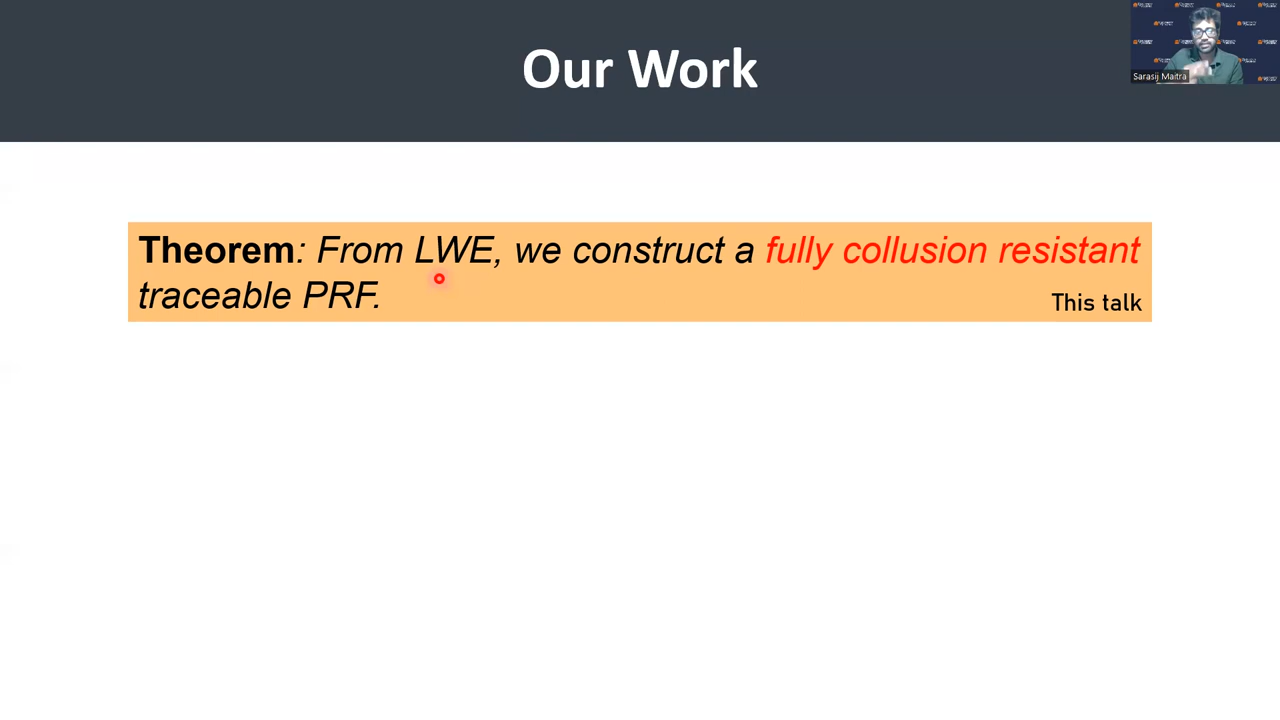 Our Work
Sarasij Maitra
Theorem: From LWE, we construct a fully collusion resistant
traceable PRF.
This talk